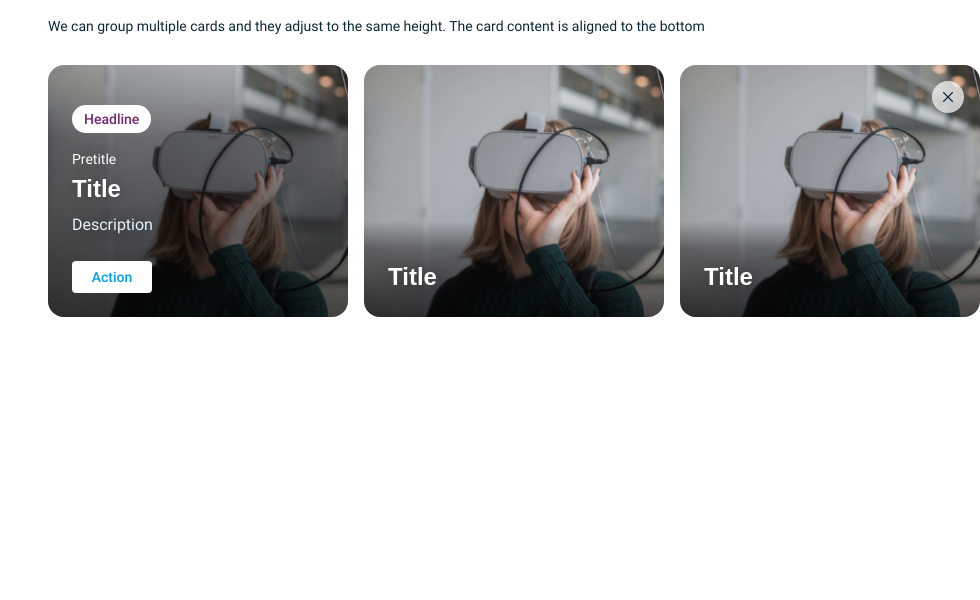 We can group multiple cards and they adjust to the same height. The card content is aligned to the bottom
Headline
Pretitle
Title
Description
Action
Title
Title